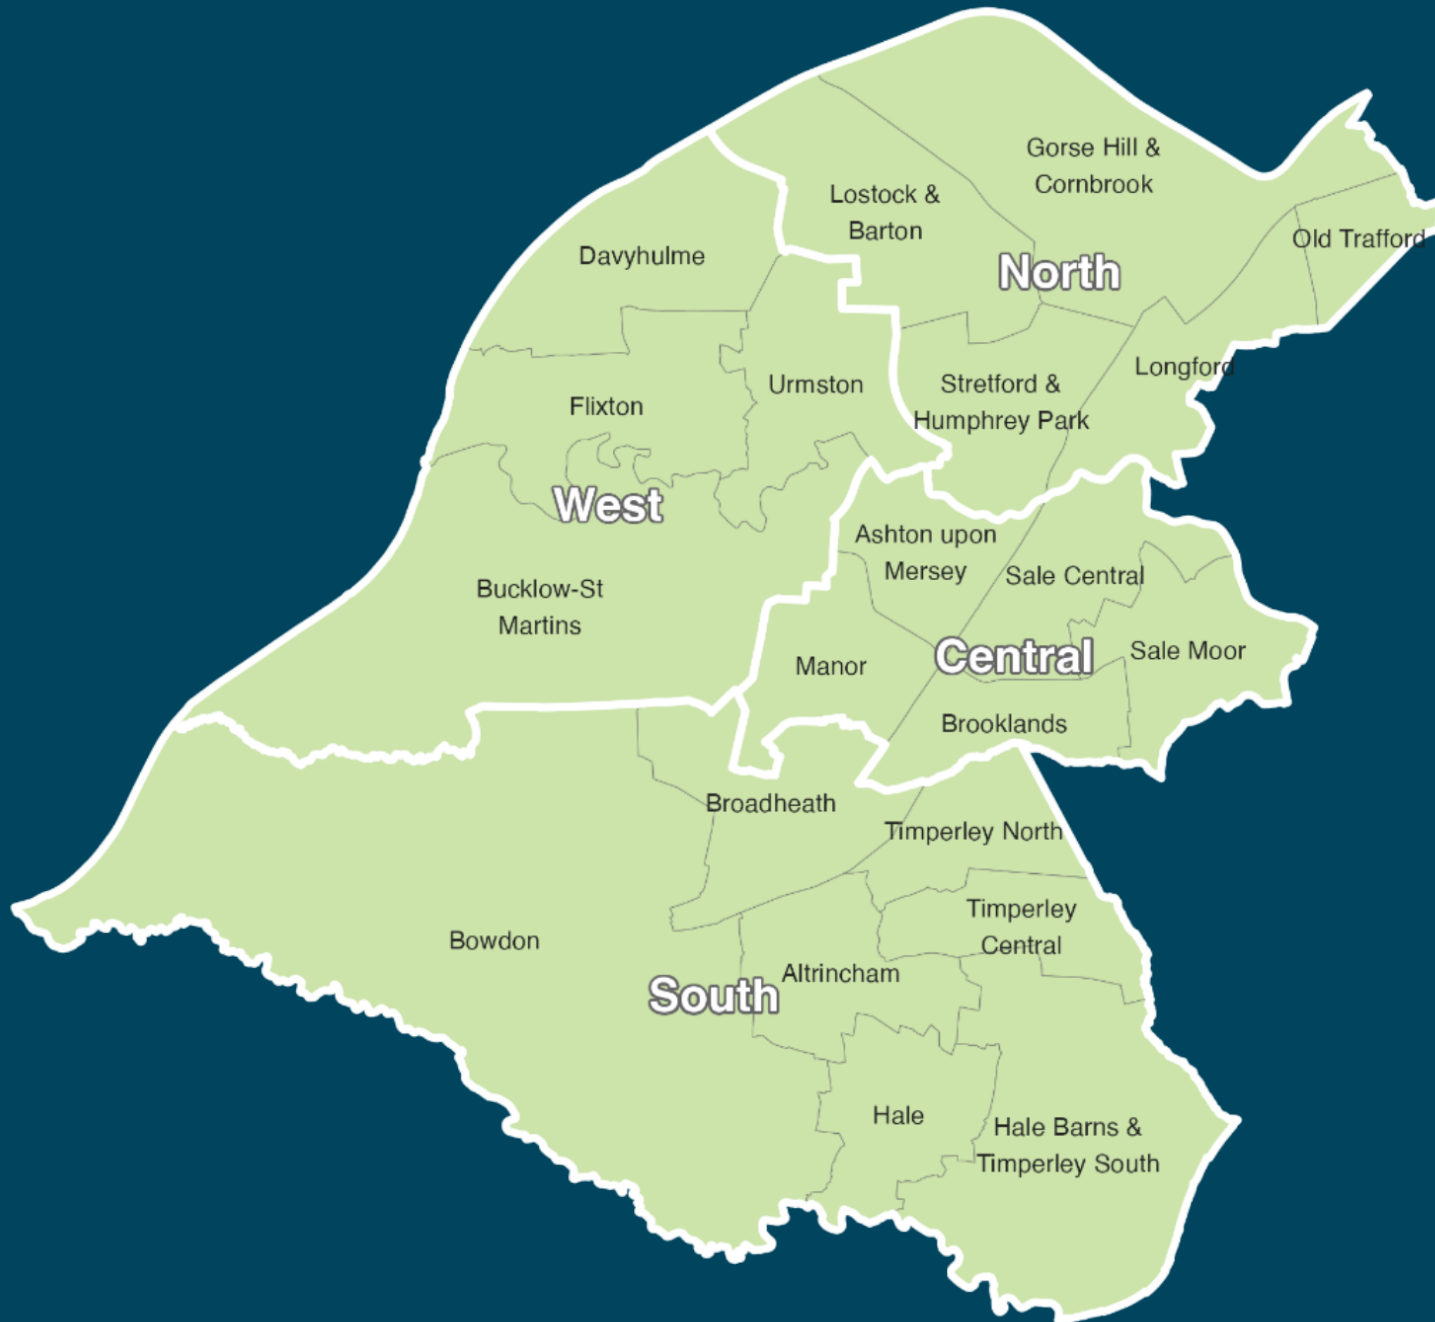 Gorse Hill &
Cornbrook
Lostock &
Barton
Old Trafford
Davyhulme
North
Longford
Urmston
Stretford &
Humphrey Park
Flixton
West
Ashton upon
Mersey
Sale Central
Bucklow-St
Martins
Sale Moor
Central
Manor
Brooklands
Broadheath
Timperley North
Timperley
Central
Bowdon
Altrincham
South
Hale
Hale Barns &
Timperley South